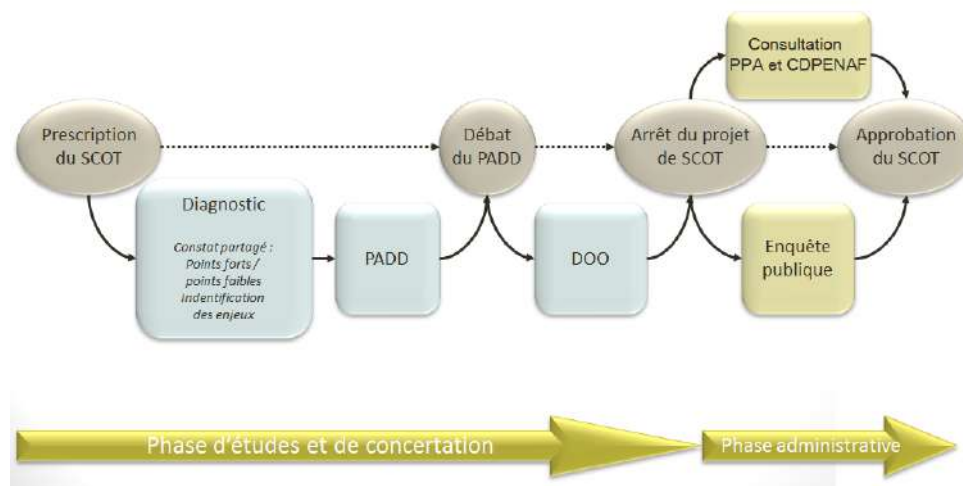 Consultation
PPA et CDPENAF
Prescription
du SCOT
Débat
du PADD
Arrêt du projet
de SCOT
Approbation
du SCOT
Diagnostic
Constat partagé :
Points forts /
points faibles
Indentification
des enjeux
PADD
DOO
Enquête
publique
Phase d'études et de concertation
Phase administrative